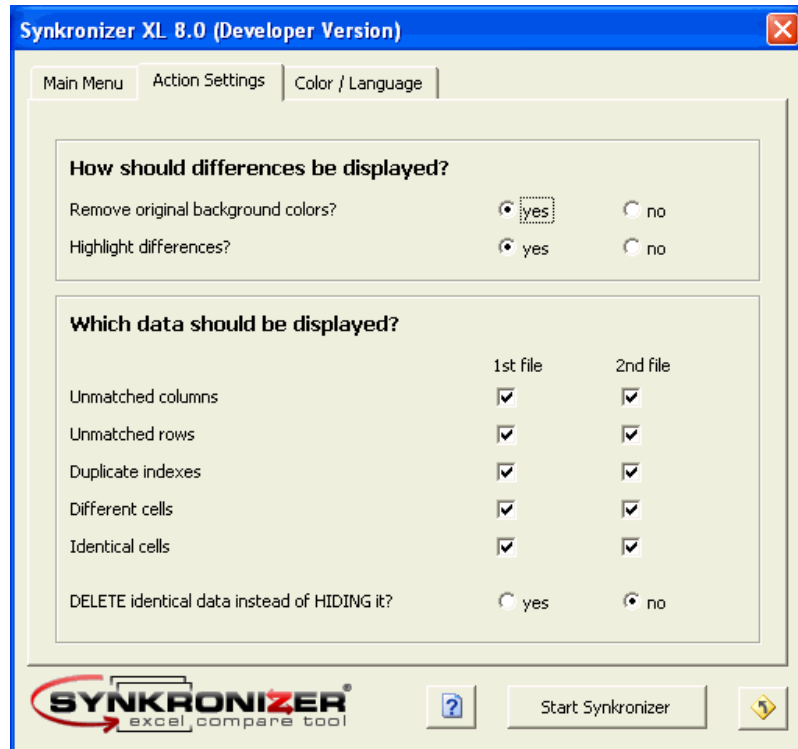 Synkronizer XL 8.0 (Developer Version)
Main Menu Action Settings Color / Language
How should differences be displayed?
Remove original background colors? yes no
Highlight differences? yes no
Which data should be displayed?
1st file 2nd file
Unmatched columns
Unmatched rows
Duplicate indexes
Different cells
Identical cells
DELETE identical data instead of HIDING it? yes no
SYNKRONIZER® Start Synkronizer
excel compare tool